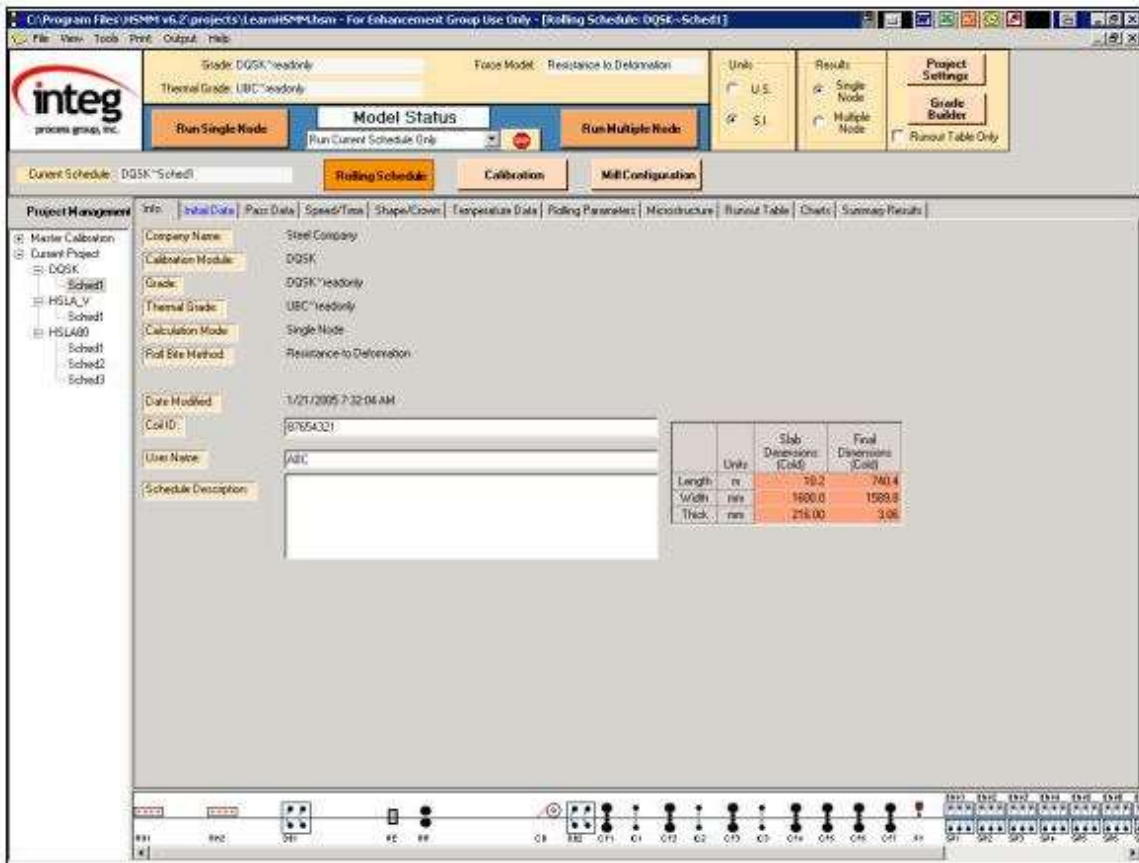 C:\Program Files\HSMM v6.2\projects\LearnHSMM.hsm - For Enhancement Group Use Only - [Rolling Schedule: DQSK~Sched1]
File View Tools Print Output Help
integ
process group, inc.
Grade: DQSK~readonly
Force Model: Resistance to Deformation
Thermal Grade: UBC~readonly
Run Single Node
Model Status
Run Current Schedule Only
Run Multiple Node
Units
U.S.
S.I.
Results
Single Node
Multiple Node
Project Settings
Grade Builder
Runout Table Only
Current Schedule: DQSK~Sched1
Rolling Schedule
Calibration
Mill Configuration
Project Management
Master Calibration
Current Project
DQSK
Sched1
HSLA_V
Sched1
HSLA80
Sched1
Sched2
Sched3
Info Initial Data Pass Data Speed/Time Shape/Crown Temperature Data Rolling Parameters Microstructure Runout Table Charts Summary Results
Company Name: Steel Company
Calibration Module: DQSK
Grade: DQSK~readonly
Thermal Grade: UBC~readonly
Calculation Mode: Single Node
Roll Bite Method: Resistance to Deformation
Date Modified: 1/21/2005 7:32:04 AM
Coil ID: 87654321
User Name: ABC
Schedule Description:
Units Slab Dimensions (Cold) Final Dimensions (Cold)
Length m 10.2 740.4
Width mm 1600.0 1589.8
Thick mm 216.00 3.06
RH1 RH2 RE CB